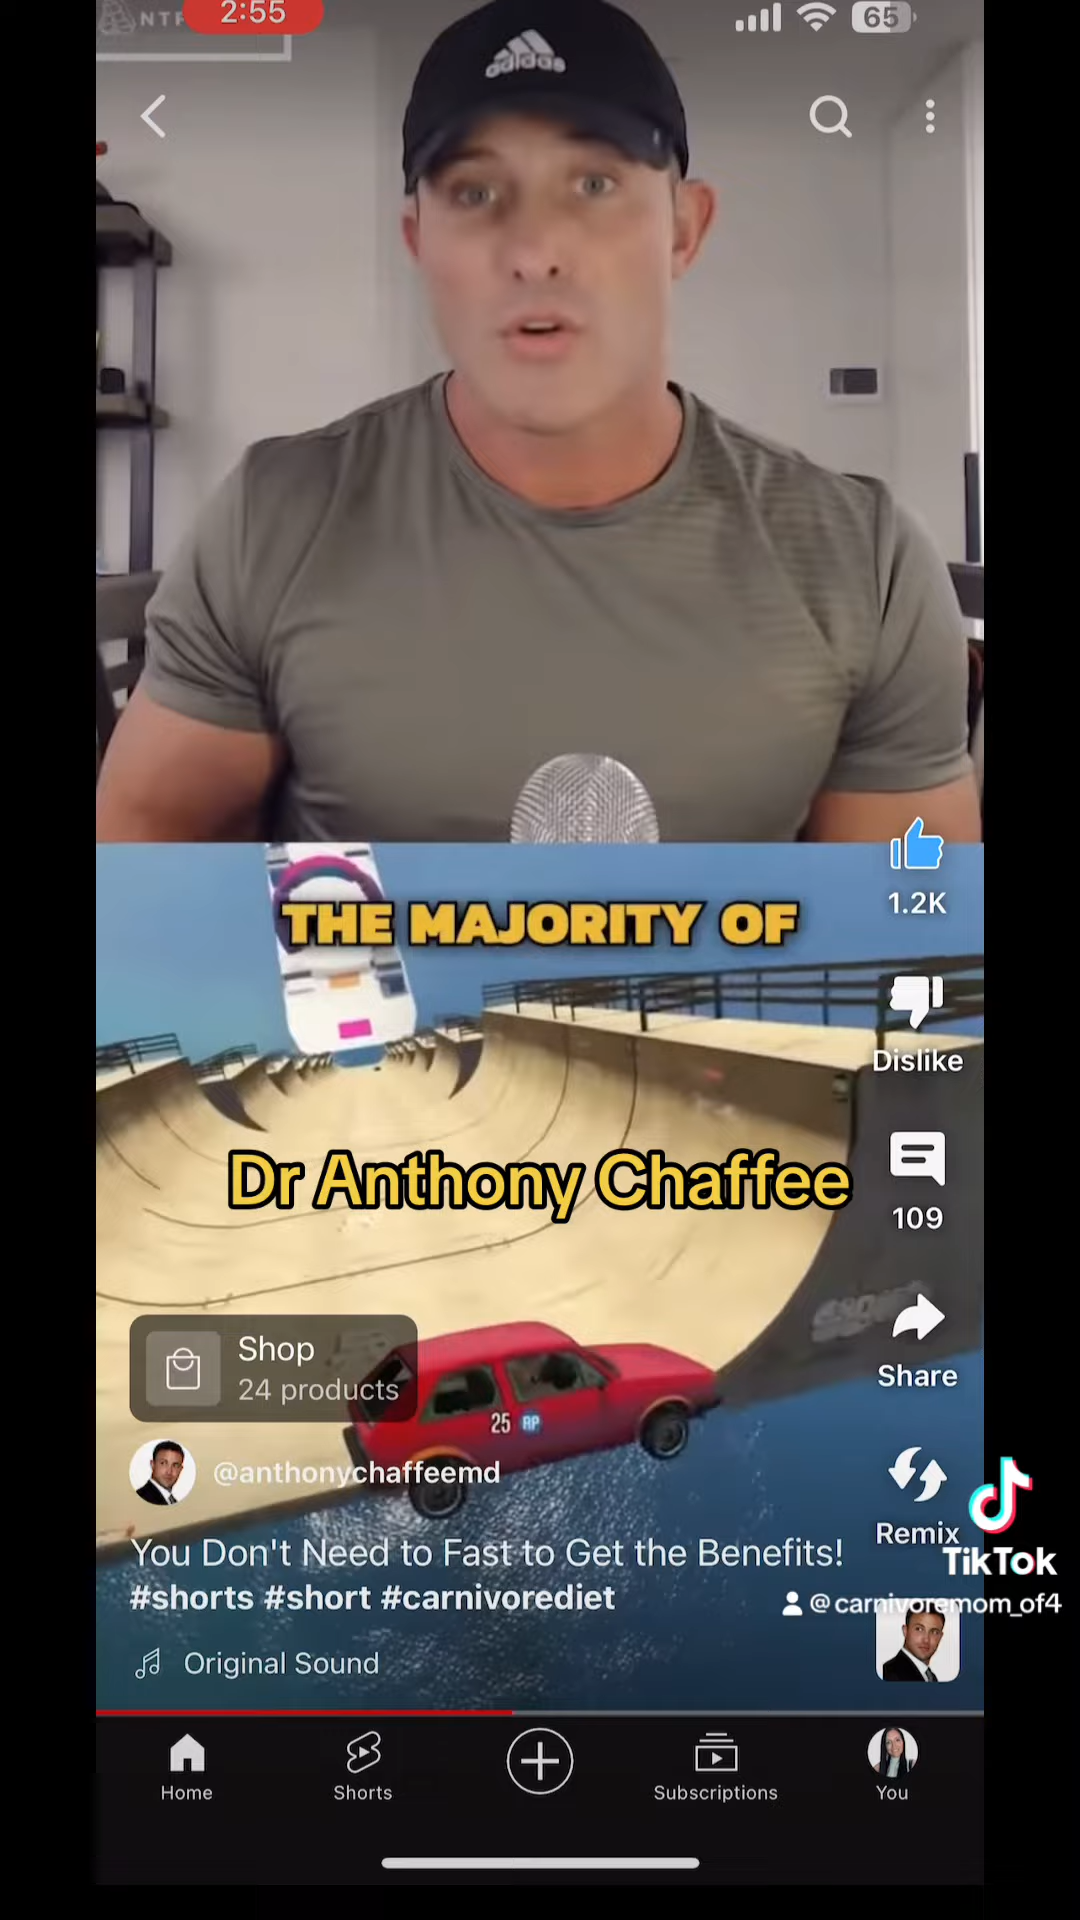 NTP
2:55
65
adidas
1.2K
THE MAJORITY OF
Dislike
Dr Anthony Chaffee
109
Shop
24 products
Share
25 RP
@anthonychaffeemd
Remix
You Don't Need to Fast to Get the Benefits!
#shorts #short #carnivorediet
TikTok
@carnivoremom_of4
Original Sound
Home
Shorts
Subscriptions
You